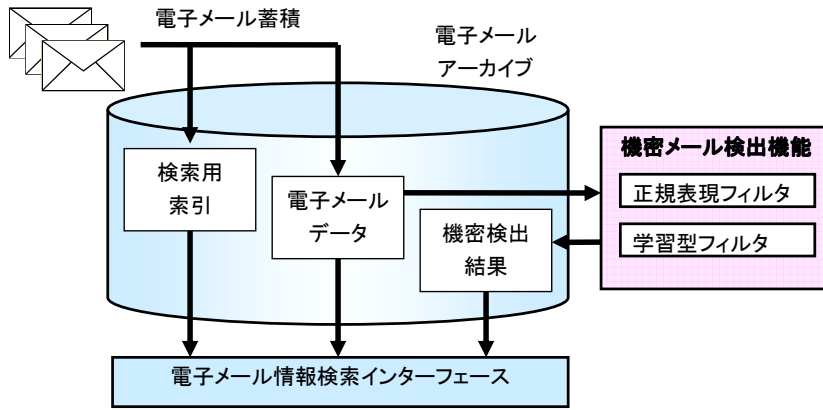 電子メール蓄積
電子メール
アーカイブ
検索用
索引
電子メール
データ
機密検出
結果
機密メール検出機能
正規表現フィルタ
学習型フィルタ
電子メール情報検索インターフェース